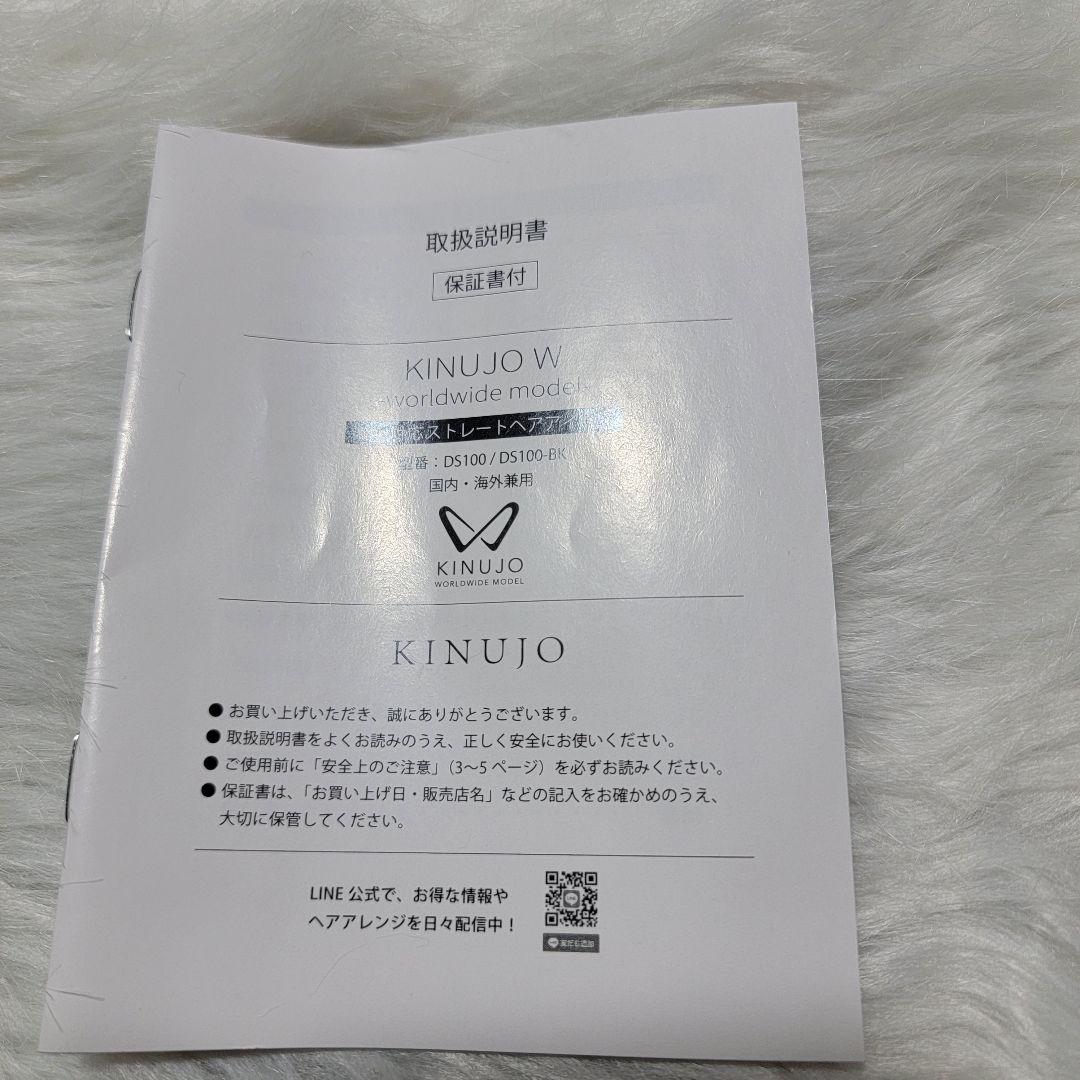 取扱説明書
保証書付
KINUJO W
-worldwide model-
ストレートヘアア
型番：DS100 / DS100-BK
国内・海外兼用
KINUJO
WORLDWIDE MODEL
KINUJO
● お買い上げいただき、誠にありがとうございます。
● 取扱説明書をよくお読みのうえ、正しく安全にお使いください。
● ご使用前に「安全上のご注意」（3〜5 ページ）を必ずお読みください。
● 保証書は、「お買い上げ日・販売店名」などの記入をお確かめのうえ、
大切に保管してください。
LINE 公式で、お得な情報や
ヘアアレンジを日々配信中！
LINE
友だち追加